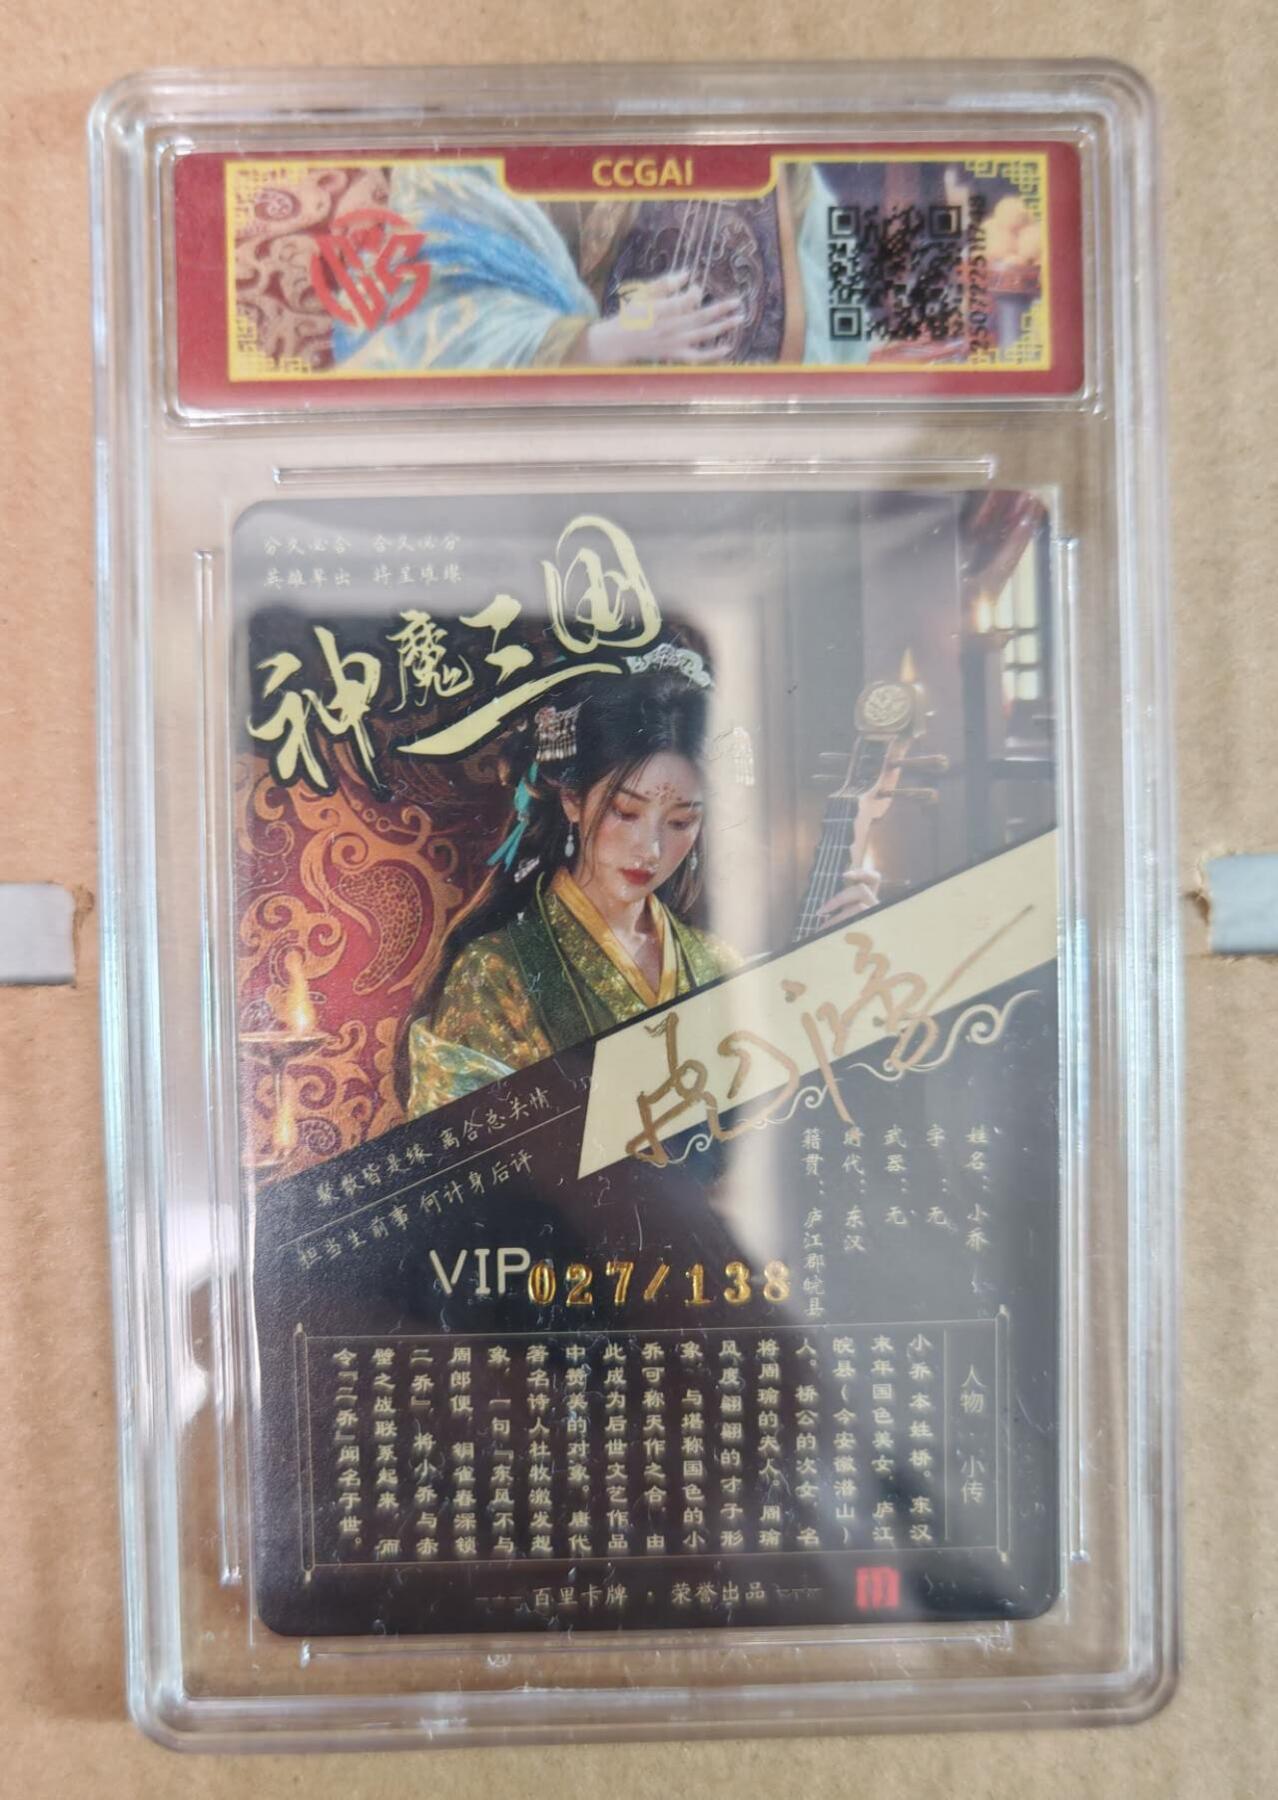 CCGAI
250722511749
分久必合 合久必分
英雄辈出 将星璀璨
神魔三国
聚散皆是缘 离合总关情
担当生前事 何计身后评
VIP027/138
姓名：小乔
字：无
武器：无
时代：东汉
籍贯：庐江郡皖县
人物 小传
小乔本姓桥。东汉
末年国色美女，庐江
皖县（今安徽潜山）
人。桥公的次女，名
将周瑜的夫人。周瑜
风度翩翩的才子形
象，与堪称国色的小
乔可称天作之合，由
此成为后世文艺作品
中赞美的对象。唐代
著名诗人杜牧激发想
象，一句『东风不与
周郎便，铜雀春深锁
二乔』，将小乔与赤
壁之战联系起来，而
令『二乔』闻名于世。
百里卡牌·荣誉出品